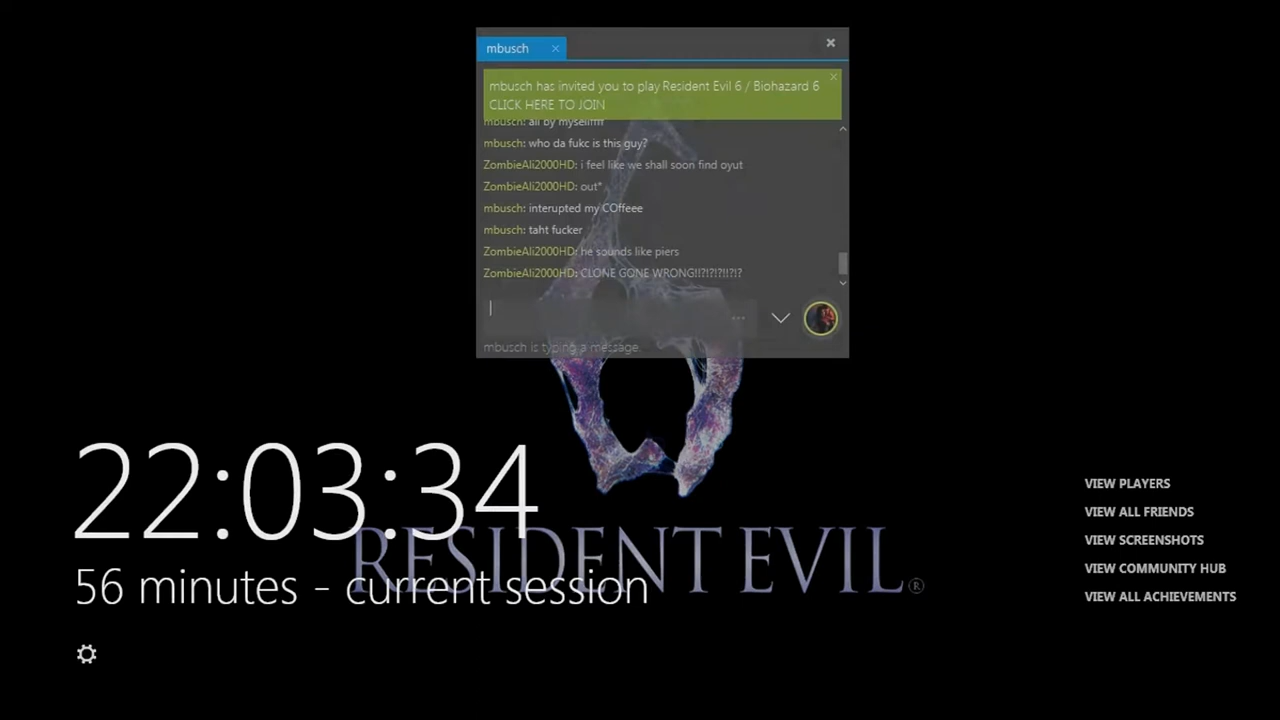 mbusch
mbusch has invited you to play Resident Evil 6 / Biohazard 6
CLICK HERE TO JOIN
mbusch: all by myselfffff
mbusch: who da fukc is this guy?
ZombieAli2000HD: i feel like we shall soon find oyut
ZombieAli2000HD: out*
mbusch: interupted my COffeee
mbusch: taht fucker
ZombieAli2000HD: he sounds like piers
ZombieAli2000HD: CLONE GONE WRONG!!?!?!?!!?!?
mbusch is typing a message.
22:03:34
56 minutes - current session
RESIDENT EVIL®
VIEW PLAYERS
VIEW ALL FRIENDS
VIEW SCREENSHOTS
VIEW COMMUNITY HUB
VIEW ALL ACHIEVEMENTS